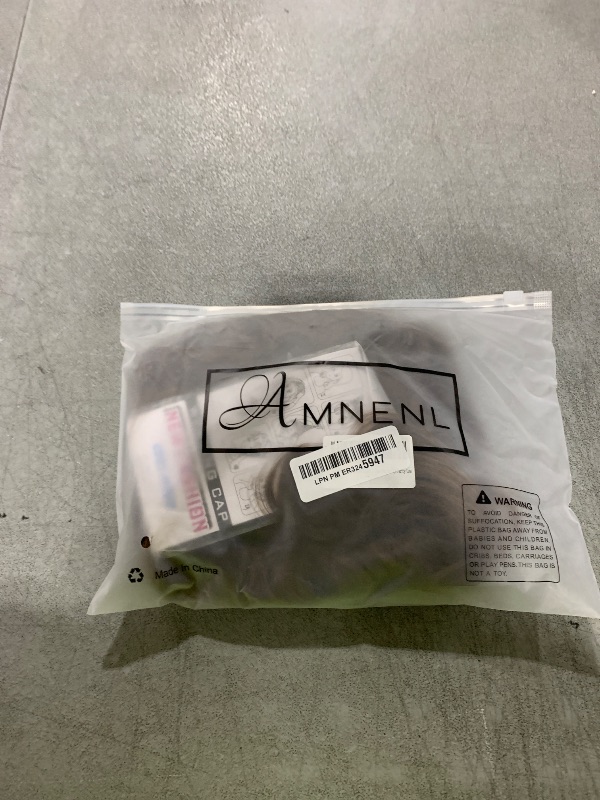 AMNENL
LPN PM ER3245947
CAP
Made in China
WARNING
TO AVOID DANGER OF
SUFFOCATION, KEEP THIS
PLASTIC BAG AWAY FROM
BABIES AND CHILDREN.
DO NOT USE THIS BAG IN
CRIBS, BEDS, CARRIAGES
OR PLAY PENS. THIS BAG IS
NOT A TOY.